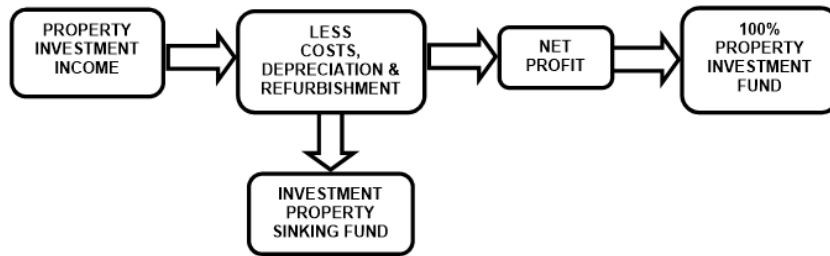 PROPERTY
INVESTMENT
INCOME
LESS
COSTS,
DEPRECIATION &
REFURBISHMENT
NET
PROFIT
100%
PROPERTY
INVESTMENT
FUND
INVESTMENT
PROPERTY
SINKING FUND